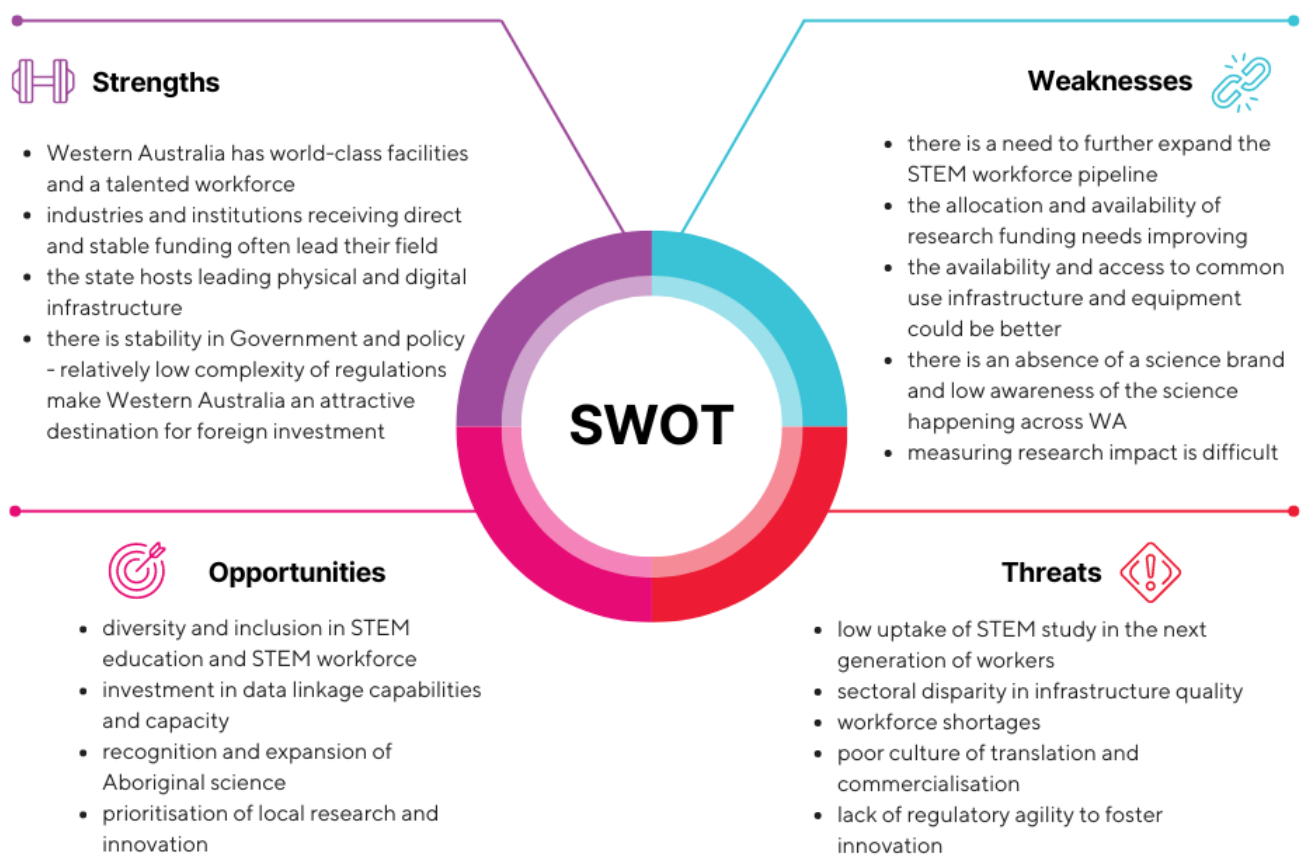 Strengths
• Western Australia has world-class facilities
and a talented workforce
• industries and institutions receiving direct
and stable funding often lead their field
• the state hosts leading physical and digital
infrastructure
• there is stability in Government and policy
- relatively low complexity of regulations
make Western Australia an attractive
destination for foreign investment
Weaknesses
• there is a need to further expand the
STEM workforce pipeline
• the allocation and availability of
research funding needs improving
• the availability and access to common
use infrastructure and equipment
could be better
• there is an absence of a science brand
and low awareness of the science
happening across WA
• measuring research impact is difficult
SWOT
Opportunities
• diversity and inclusion in STEM
education and STEM workforce
• investment in data linkage capabilities
and capacity
• recognition and expansion of
Aboriginal science
• prioritisation of local research and
innovation
Threats
• low uptake of STEM study in the next
generation of workers
• sectoral disparity in infrastructure quality
• workforce shortages
• poor culture of translation and
commercialisation
• lack of regulatory agility to foster
innovation